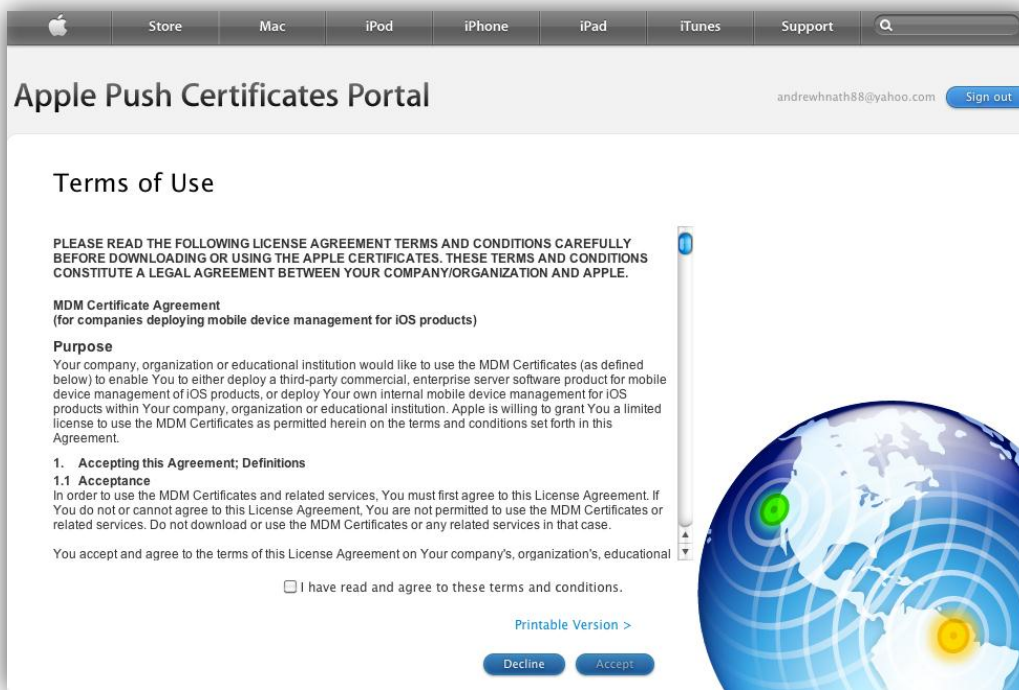 Store Mac iPod iPhone iPad iTunes Support
Apple Push Certificates Portal
andrewhnath88@yahoo.com Sign out
Terms of Use
PLEASE READ THE FOLLOWING LICENSE AGREEMENT TERMS AND CONDITIONS CAREFULLY
BEFORE DOWNLOADING OR USING THE APPLE CERTIFICATES. THESE TERMS AND CONDITIONS
CONSTITUTE A LEGAL AGREEMENT BETWEEN YOUR COMPANY/ORGANIZATION AND APPLE.
MDM Certificate Agreement
(for companies deploying mobile device management for iOS products)
Purpose
Your company, organization or educational institution would like to use the MDM Certificates (as defined
below) to enable You to either deploy a third-party commercial, enterprise server software product for mobile
device management of iOS products, or deploy Your own internal mobile device management for iOS
products within Your company, organization or educational institution. Apple is willing to grant You a limited
license to use the MDM Certificates as permitted herein on the terms and conditions set forth in this
Agreement.
1. Accepting this Agreement; Definitions
1.1 Acceptance
In order to use the MDM Certificates and related services, You must first agree to this License Agreement. If
You do not or cannot agree to this License Agreement, You are not permitted to use the MDM Certificates or
related services. Do not download or use the MDM Certificates or any related services in that case.
You accept and agree to the terms of this License Agreement on Your company's, organization's, educational
I have read and agree to these terms and conditions.
Printable Version >
Decline Accept